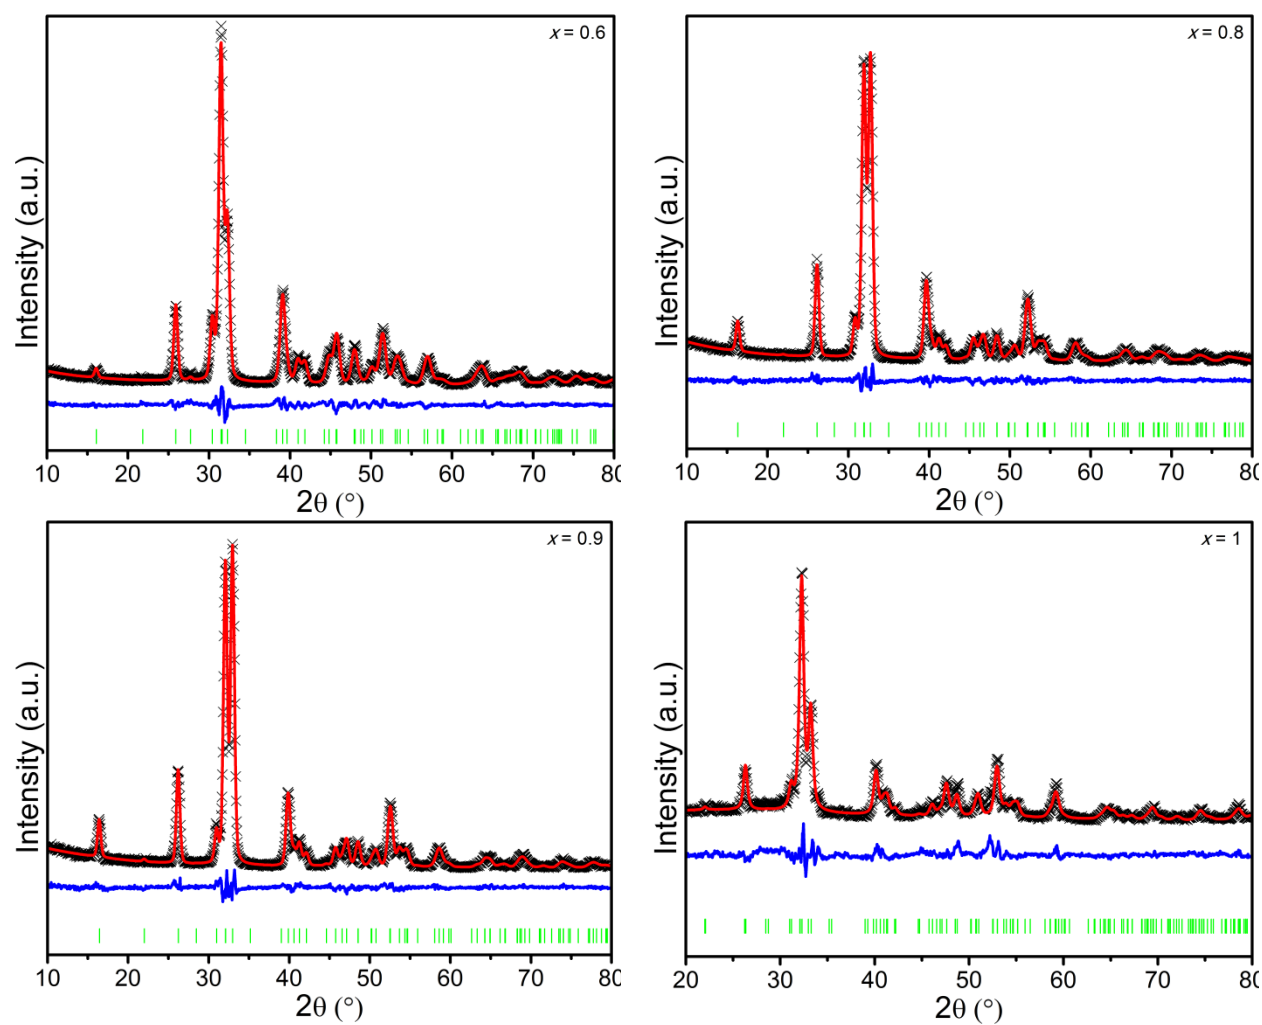 x = 0.6
Intensity (a.u.)
10 20 30 40 50 60 70 80
2θ (°)
x = 0.8
Intensity (a.u.)
10 20 30 40 50 60 70 80
2θ (°)
x = 0.9
Intensity (a.u.)
10 20 30 40 50 60 70 80
2θ (°)
x = 1
Intensity (a.u.)
20 30 40 50 60 70 80
2θ (°)